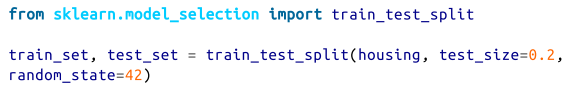 from sklearn.model_selection import train_test_split
train_set, test_set = train_test_split(housing, test_size=0.2,
random_state=42)